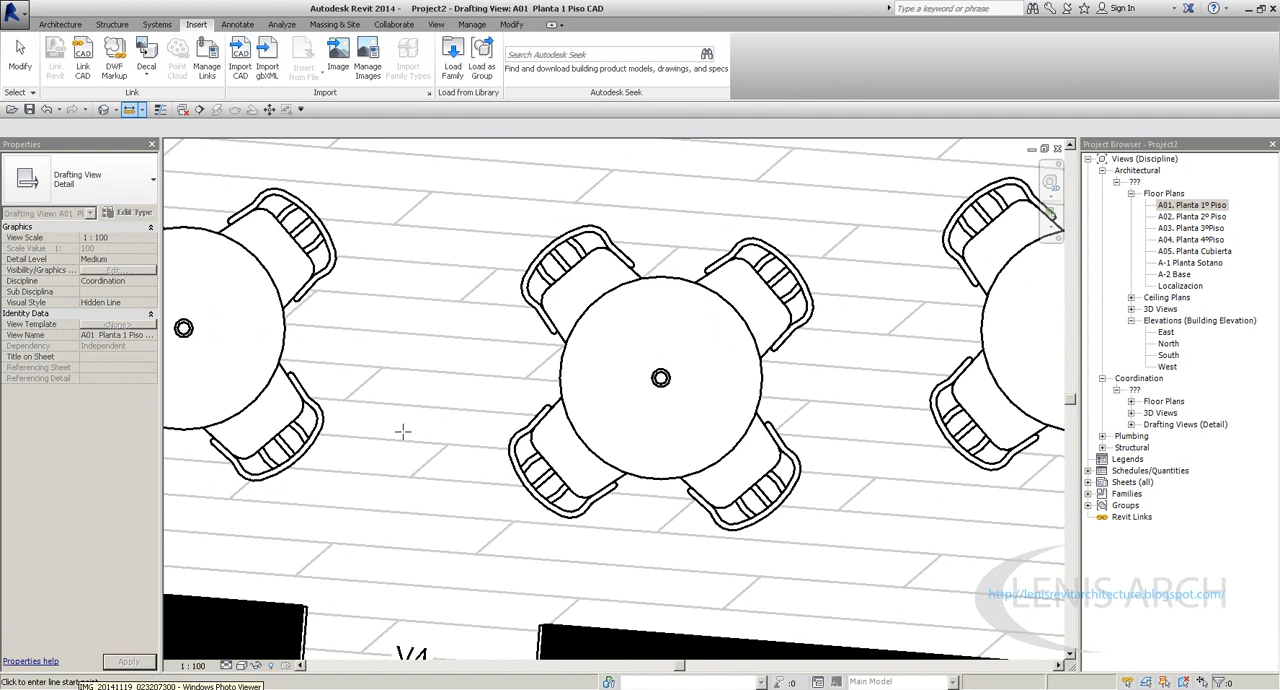 Autodesk Revit 2014 - Project2 - Drafting View: A01 Planta 1 Piso CAD
Type a keyword or phrase
Sign In
Architecture Structure Systems Insert Annotate Analyze Massing & Site Collaborate View Manage Modify
Modify
Link Revit
Link CAD
DWF Markup
Decal
Point Cloud
Manage Links
Import CAD
Import gbXML
Insert from File
Image
Manage Images
Import Family Types
Load Family
Load as Group
Search Autodesk Seek
Find and download building product models, drawings, and specs
Select
Link
Import
Load from Library
Autodesk Seek
Properties
Drafting View
Detail
Drafting View: A01 Pl
Edit Type
Graphics
View Scale 1 : 100
Scale Value 1: 100
Detail Level Medium
Visibility/Graphics ... Edit...
Discipline Coordination
Sub Discipline
Visual Style Hidden Line
Identity Data
View Template <None>
View Name A01 Planta 1 Piso ...
Dependency Independent
Title on Sheet
Referencing Sheet
Referencing Detail
Properties help
Apply
2D
V4
Project Browser - Project2
Views (Discipline)
Architectural
???
Floor Plans
A01. Planta 1º Piso
A02. Planta 2º Piso
A03. Planta 3ºPiso
A04. Planta 4ºPiso
A05. Planta Cubierta
A-1 Planta Sotano
A-2 Base
Localizacion
Ceiling Plans
3D Views
Elevations (Building Elevation)
East
North
South
West
Coordination
???
Floor Plans
3D Views
Drafting Views (Detail)
Plumbing
Structural
Legends
Schedules/Quantities
Sheets (all)
Families
Groups
Revit Links
LENIS ARCH
http://lenisrevitarchitecture.blogspot.com/
1 : 100
Click to enter line start
IMG_20141119_023207300 - Windows Photo Viewer
:0
Main Model
:0